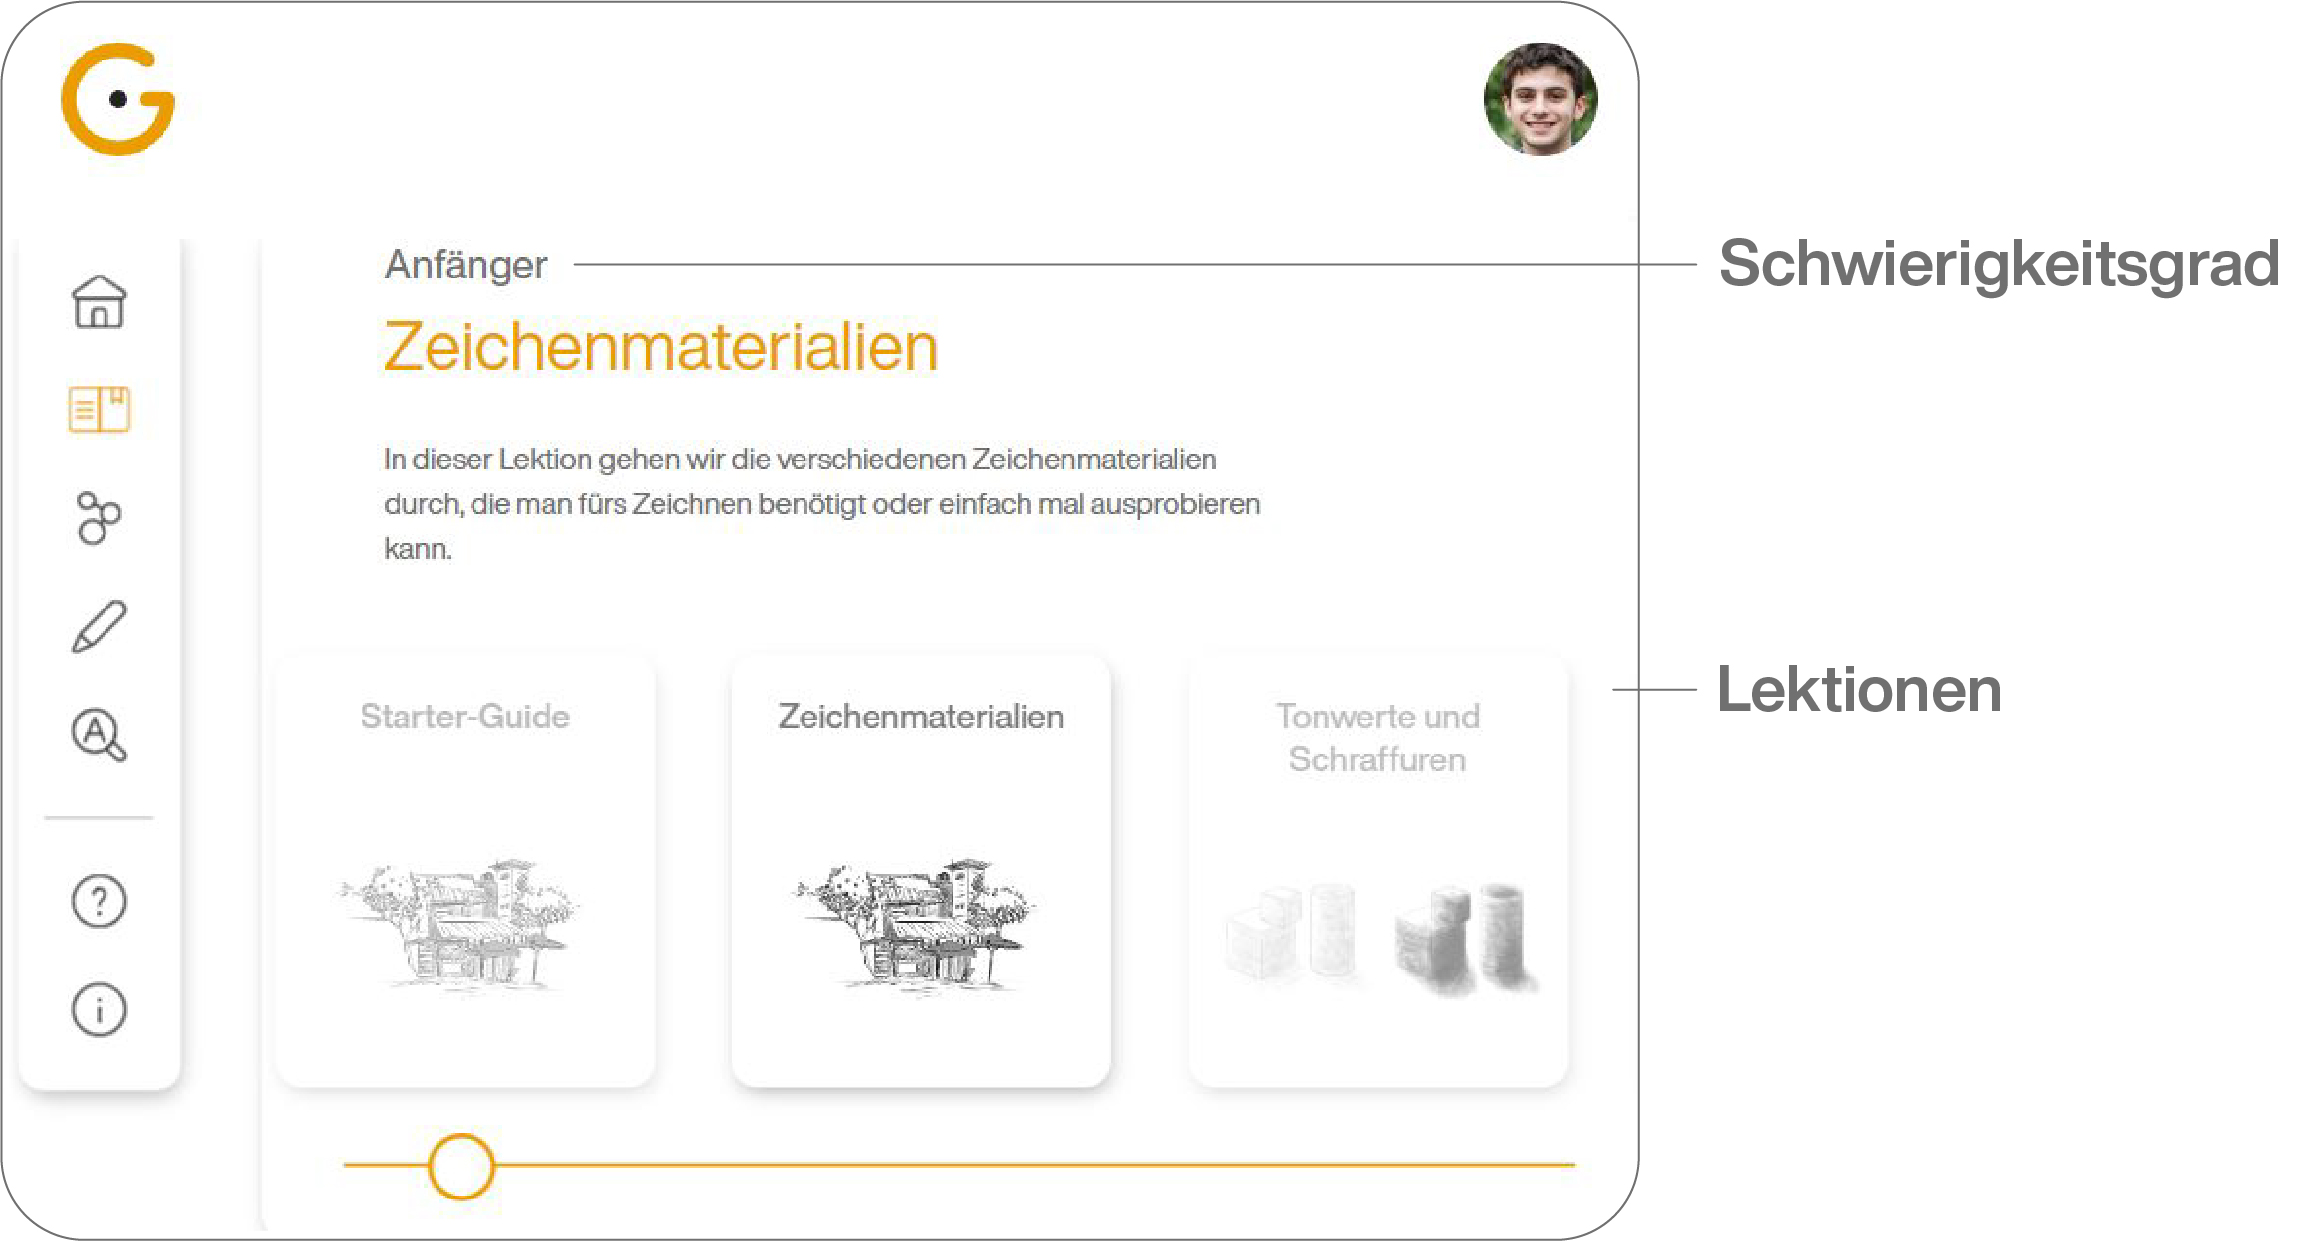 G
Anfänger
Schwierigkeitsgrad
Zeichenmaterialien
In dieser Lektion gehen wir die verschiedenen Zeichenmaterialien
durch, die man fürs Zeichnen benötigt oder einfach mal ausprobieren
kann.
Lektionen
Starter-Guide
Zeichenmaterialien
Tonwerte und
Schraffuren
A
?
i